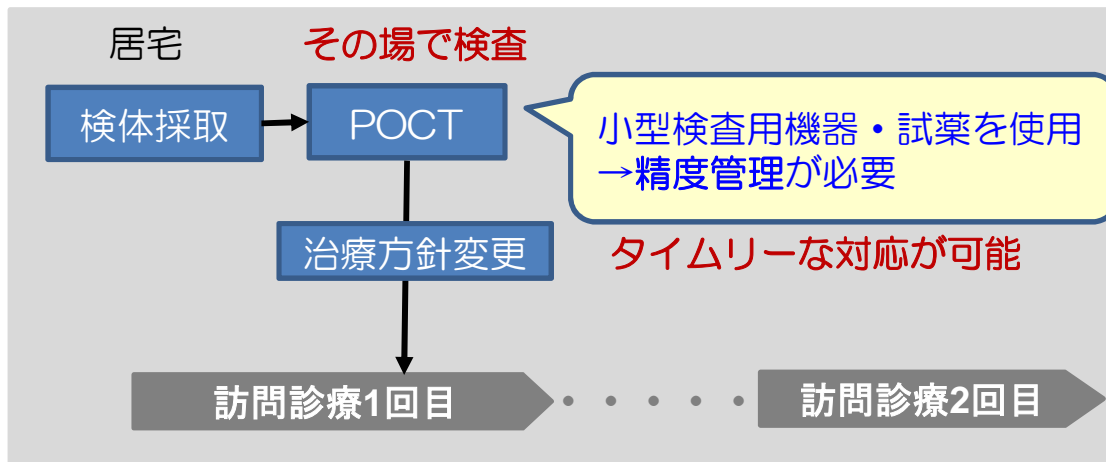 居宅
その場で検査
検体採取
POCT
小型検査用機器・試薬を使用
→精度管理が必要
治療方針変更
タイムリーな対応が可能
訪問診療1回目
訪問診療2回目